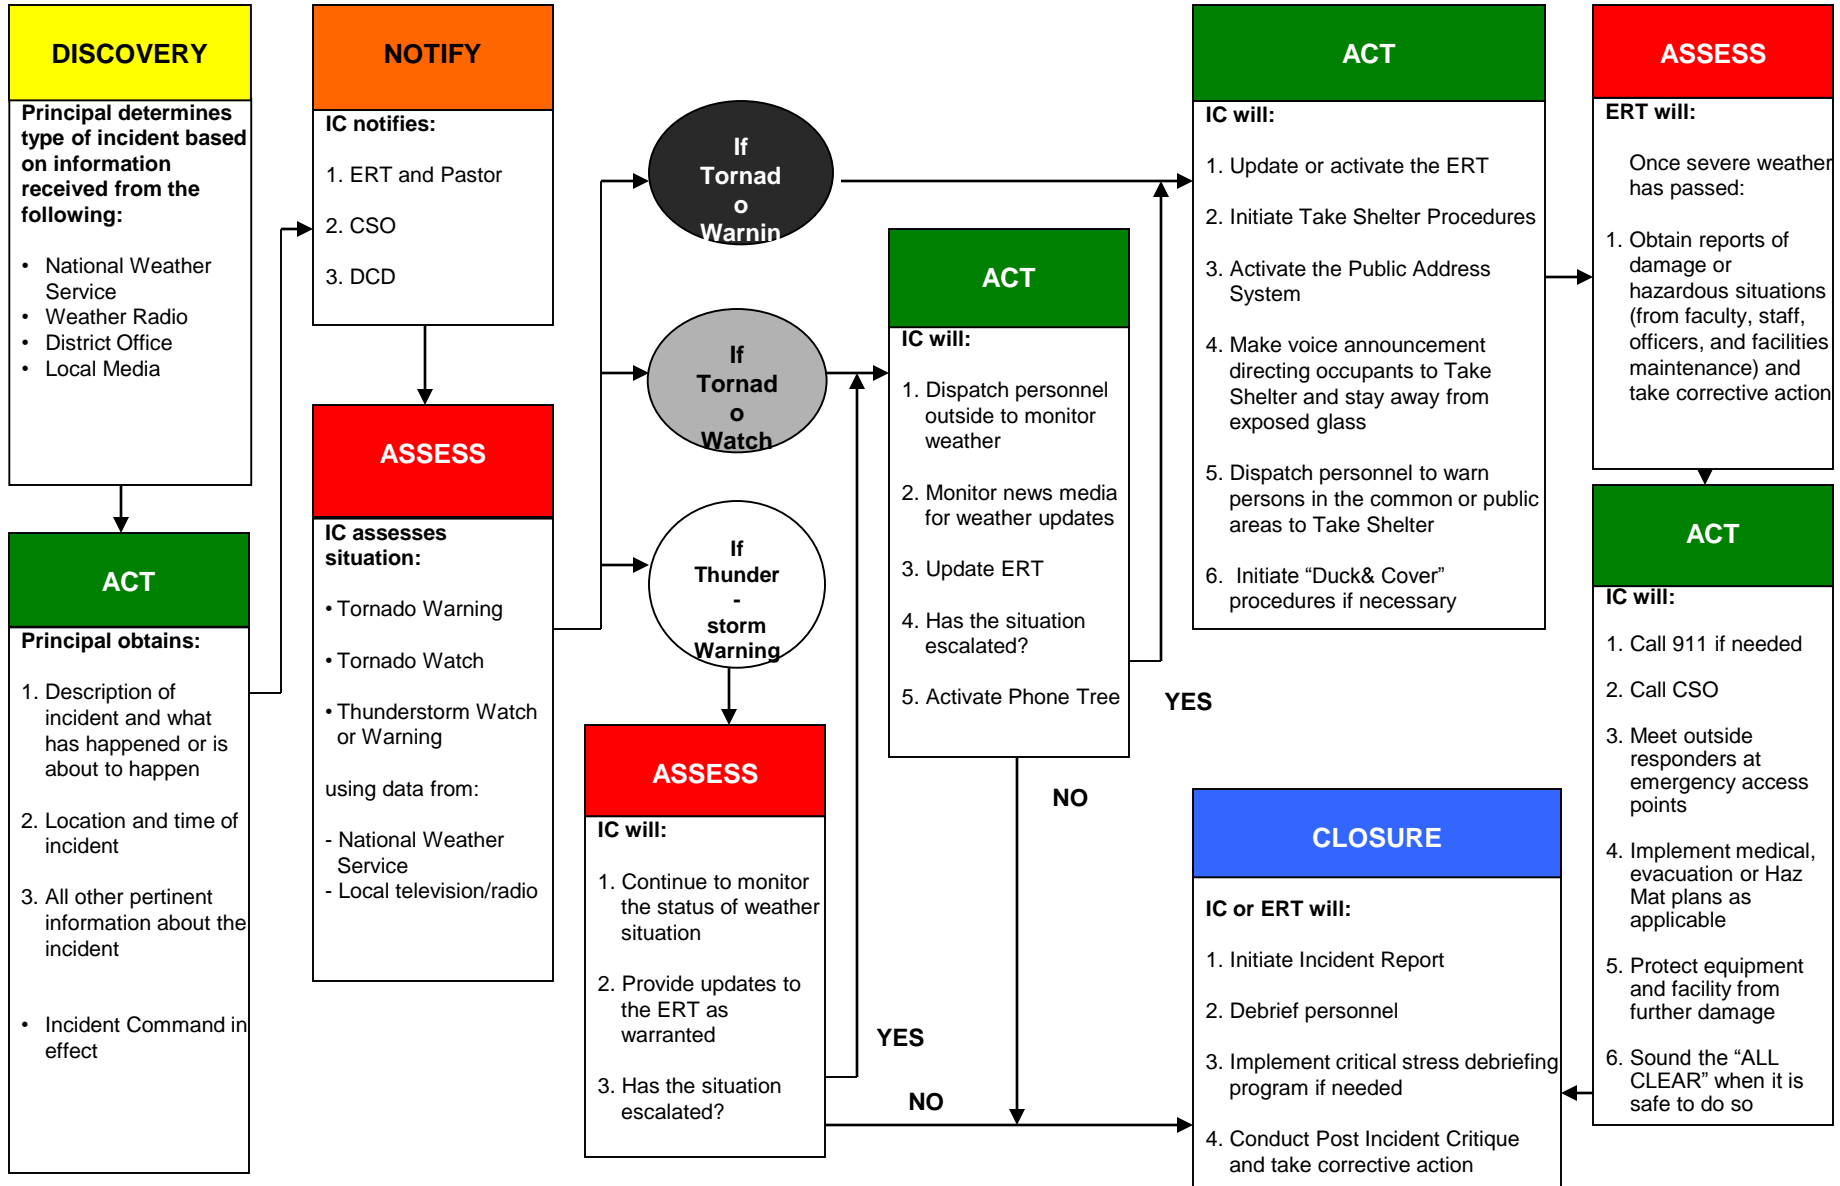 DISCOVERY
Principal determines
type of incident based
on information
received from the
following:
• National Weather
Service
• Weather Radio
• District Office
• Local Media
ACT
Principal obtains:
1. Description of
incident and what
has happened or is
about to happen
2. Location and time of
incident
3. All other pertinent
information about the
incident
• Incident Command in
effect
NOTIFY
IC notifies:
1. ERT and Pastor
2. CSO
3. DCD
ASSESS
IC assesses
situation:
• Tornado Warning
• Tornado Watch
• Thunderstorm Watch
or Warning
using data from:
- National Weather
Service
- Local television/radio
If
Tornad
o
Warnin
If
Tornad
o
Watch
If
Thunder
-
storm
Warning
ASSESS
IC will:
1. Continue to monitor
the status of weather
situation
2. Provide updates to
the ERT as
warranted
3. Has the situation
escalated?
YES
NO
ACT
IC will:
1. Dispatch personnel
outside to monitor
weather
2. Monitor news media
for weather updates
3. Update ERT
4. Has the situation
escalated?
5. Activate Phone Tree
YES
NO
ACT
IC will:
1. Update or activate the ERT
2. Initiate Take Shelter Procedures
3. Activate the Public Address
System
4. Make voice announcement
directing occupants to Take
Shelter and stay away from
exposed glass
5. Dispatch personnel to warn
persons in the common or public
areas to Take Shelter
6. Initiate “Duck& Cover”
procedures if necessary
ASSESS
ERT will:
Once severe weather
has passed:
1. Obtain reports of
damage or
hazardous situations
(from faculty, staff,
officers, and facilities
maintenance) and
take corrective action
ACT
IC will:
1. Call 911 if needed
2. Call CSO
3. Meet outside
responders at
emergency access
points
4. Implement medical,
evacuation or Haz
Mat plans as
applicable
5. Protect equipment
and facility from
further damage
6. Sound the “ALL
CLEAR” when it is
safe to do so
CLOSURE
IC or ERT will:
1. Initiate Incident Report
2. Debrief personnel
3. Implement critical stress debriefing
program if needed
4. Conduct Post Incident Critique
and take corrective action